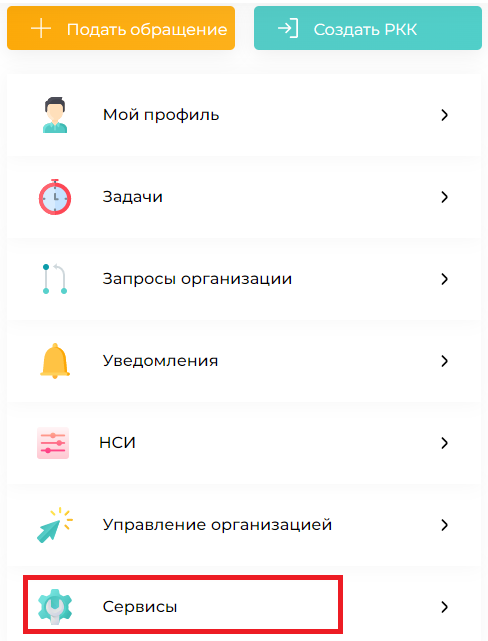 Подать обращение
Создать РКК
Мой профиль
Задачи
Запросы организации
Уведомления
НСИ
Управление организацией
Сервисы